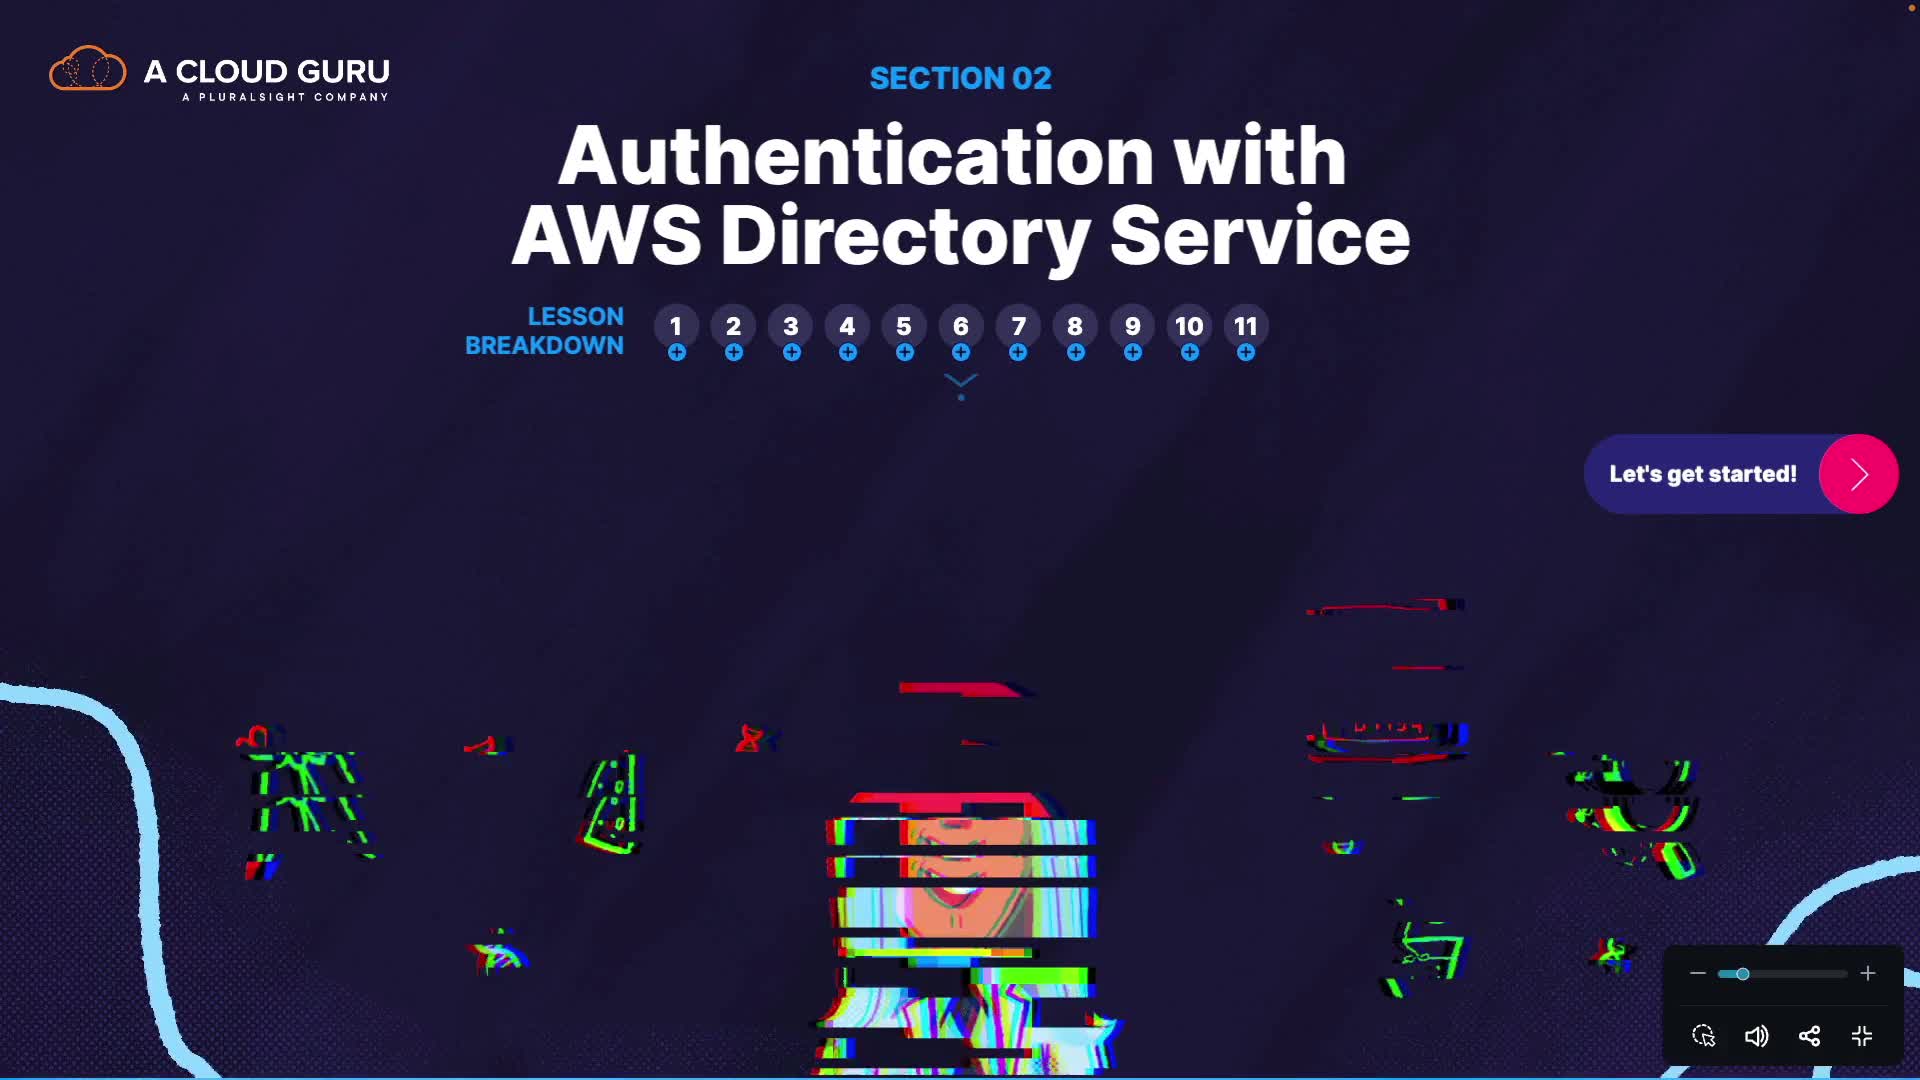 A CLOUD GURU
A PLURALSIGHT COMPANY
SECTION 02
Authentication with
AWS Directory Service
LESSON
BREAKDOWN
1 2 3 4 5 6 7 8 9 10 11
Let's get started!